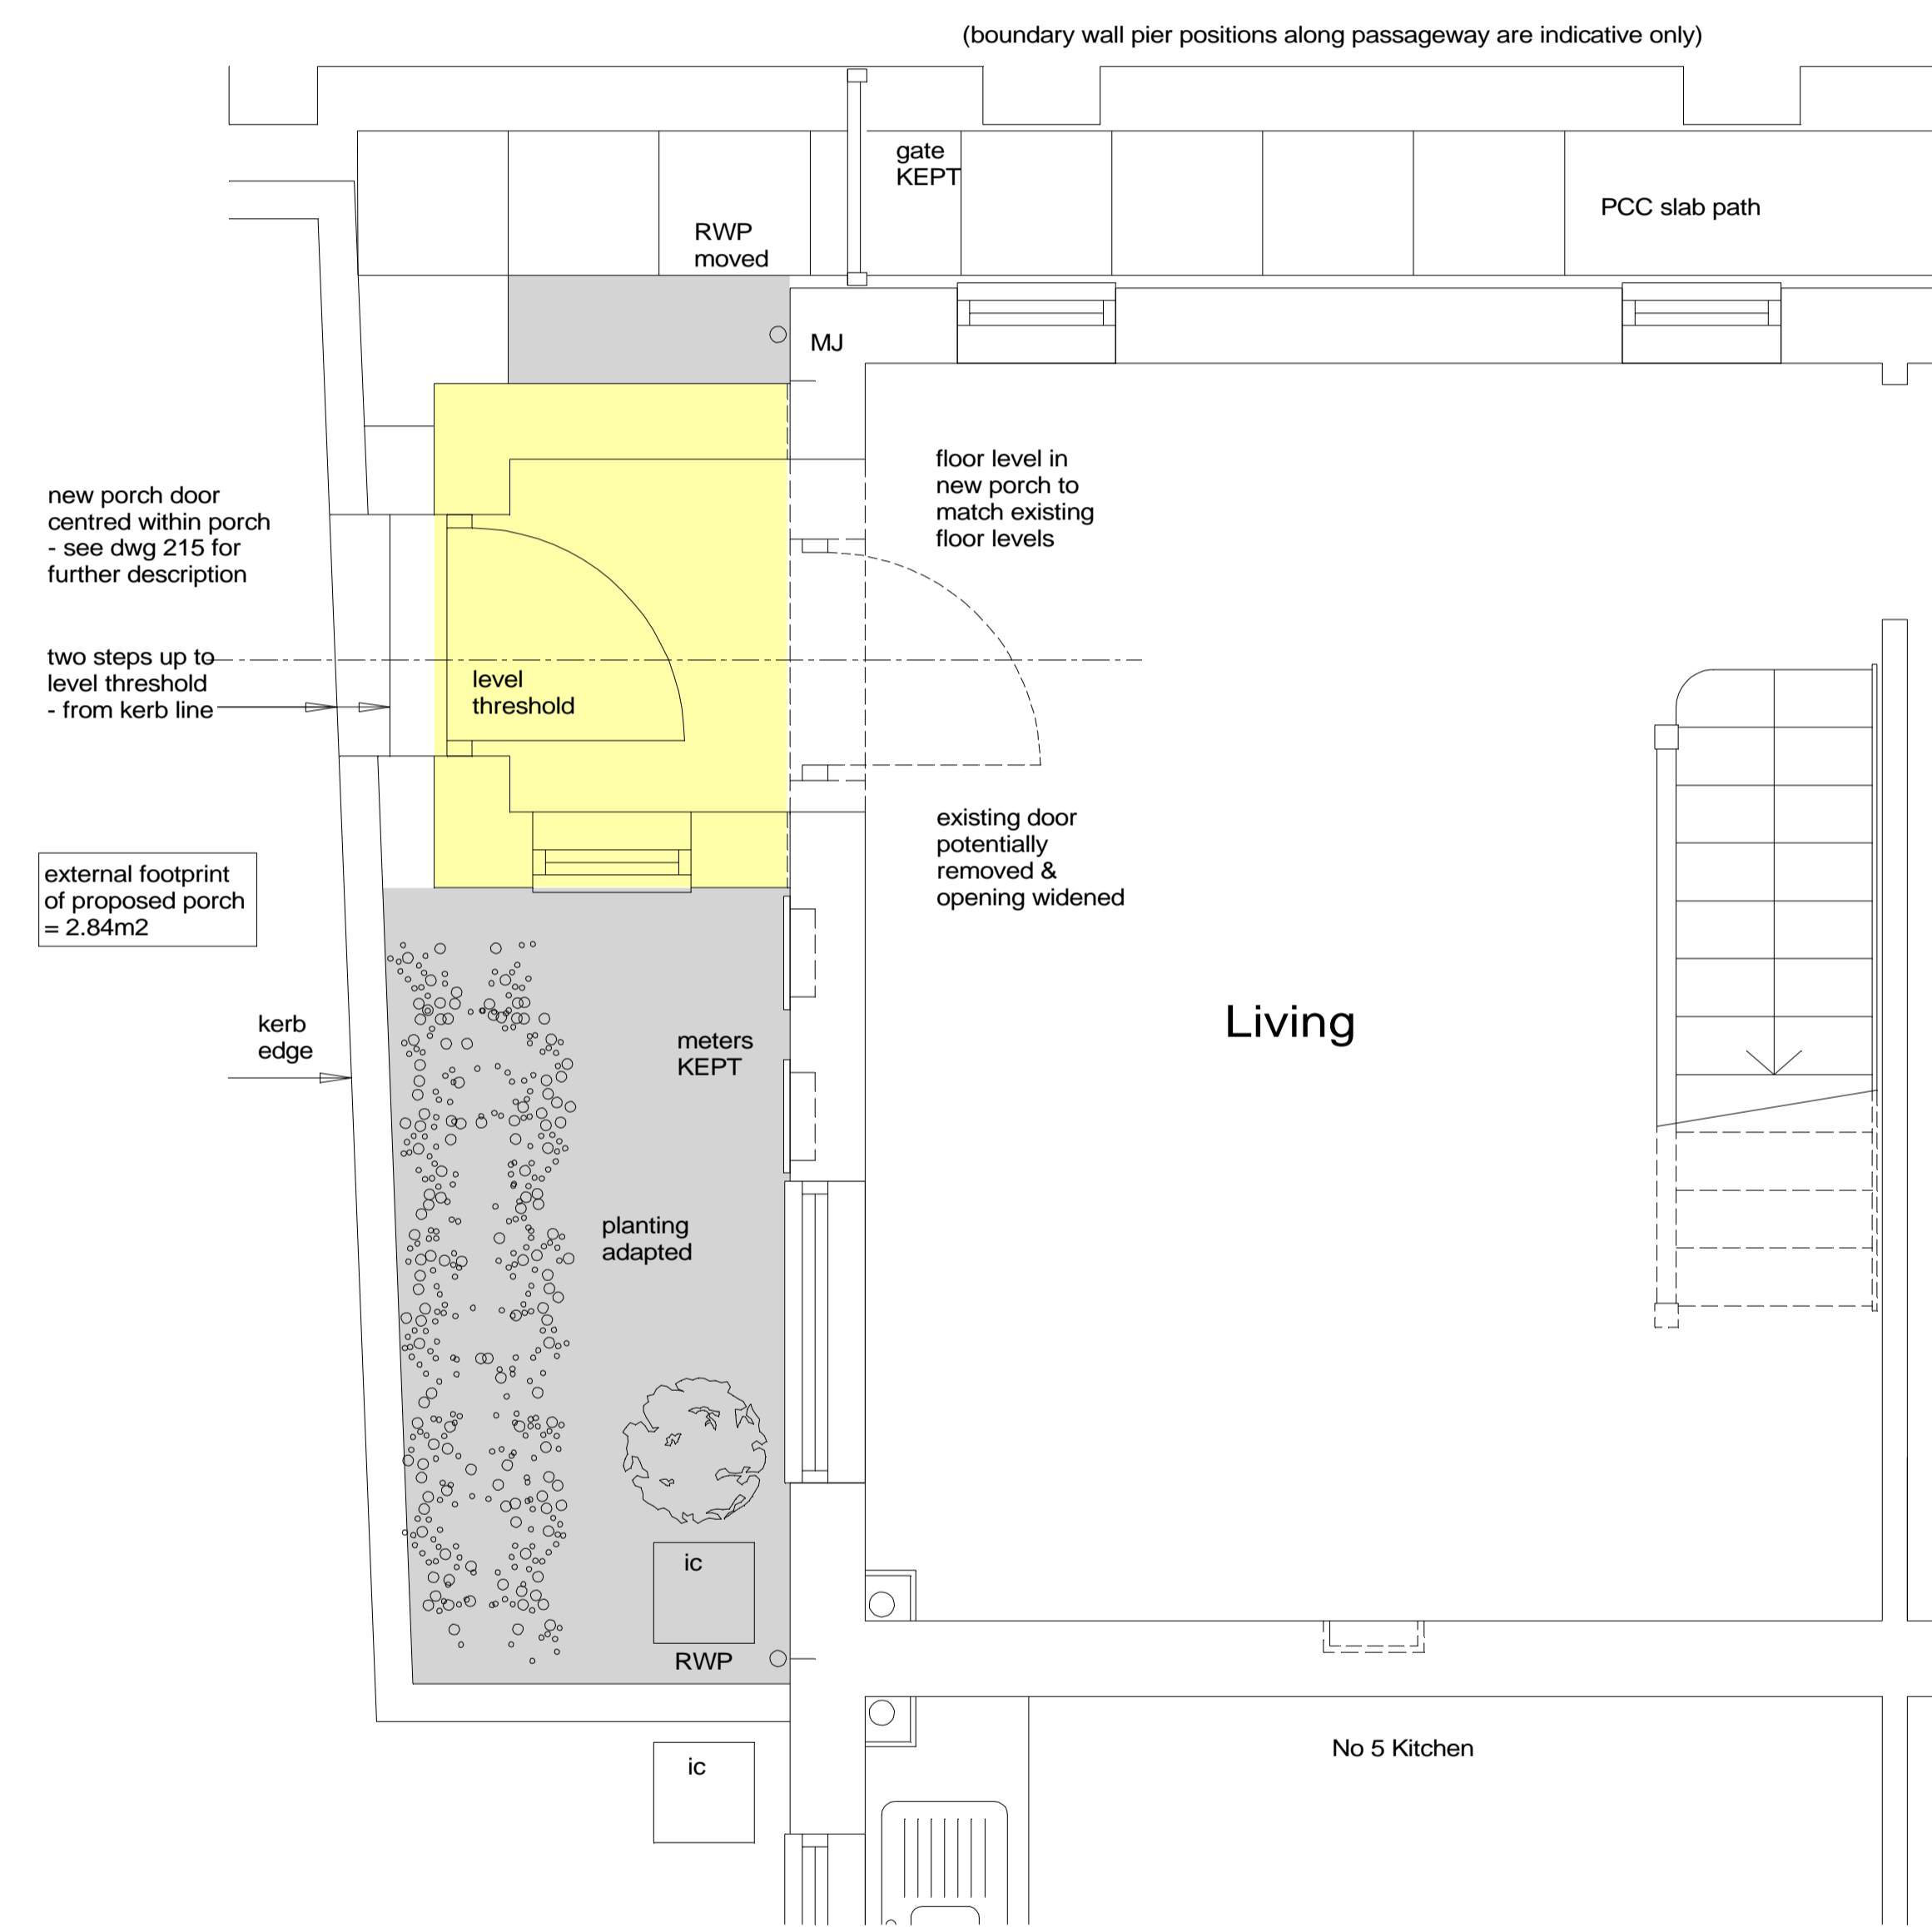 (boundary wall pier positions along passageway are indicative only)
gate
KEPT
PCC slab path
RWP
moved
MJ
new porch door
centred within porch
- see dwg 215 for
further description
floor level in
new porch to
match existing
floor levels
two steps up to
level threshold
- from kerb line
level
threshold
existing door
potentially
removed &
opening widened
external footprint
of proposed porch
= 2.84m2
kerb
edge
meters
KEPT
Living
planting
adapted
ic
RWP
No 5 Kitchen
ic